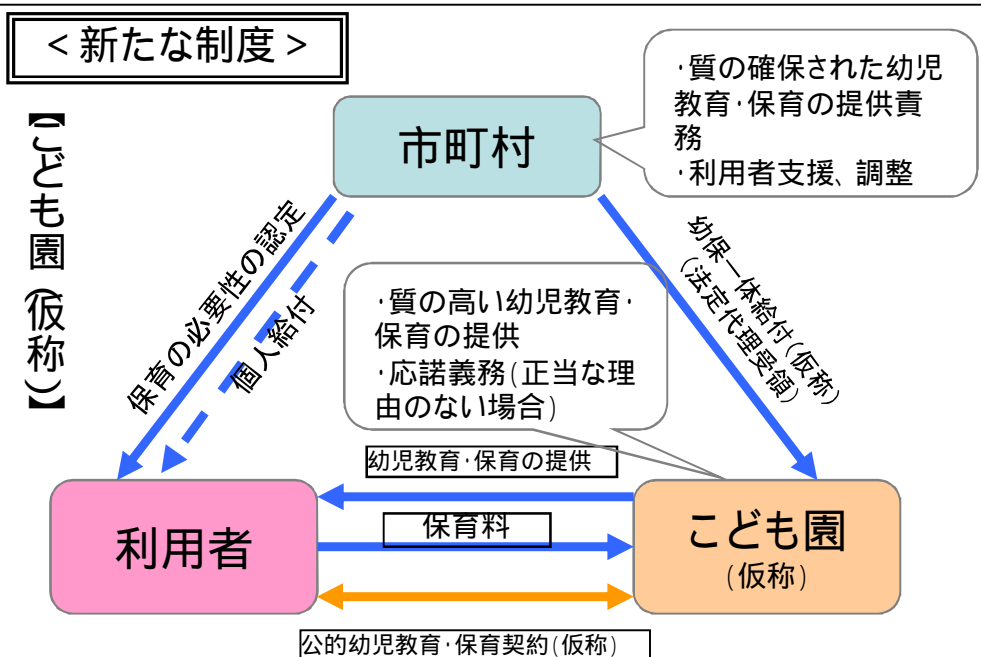 ＜新たな制度＞
【こども園（仮称）】
市町村
・質の確保された幼児
教育・保育の提供責
務
・利用者支援、調整
保育の必要性の認定
個人給付
幼保一体給付（仮称）
（法定代理受領）
・質の高い幼児教育・
保育の提供
・応諾義務（正当な理
由のない場合）
幼児教育・保育の提供
保育料
利用者
こども園
（仮称）
公的幼児教育・保育契約（仮称）